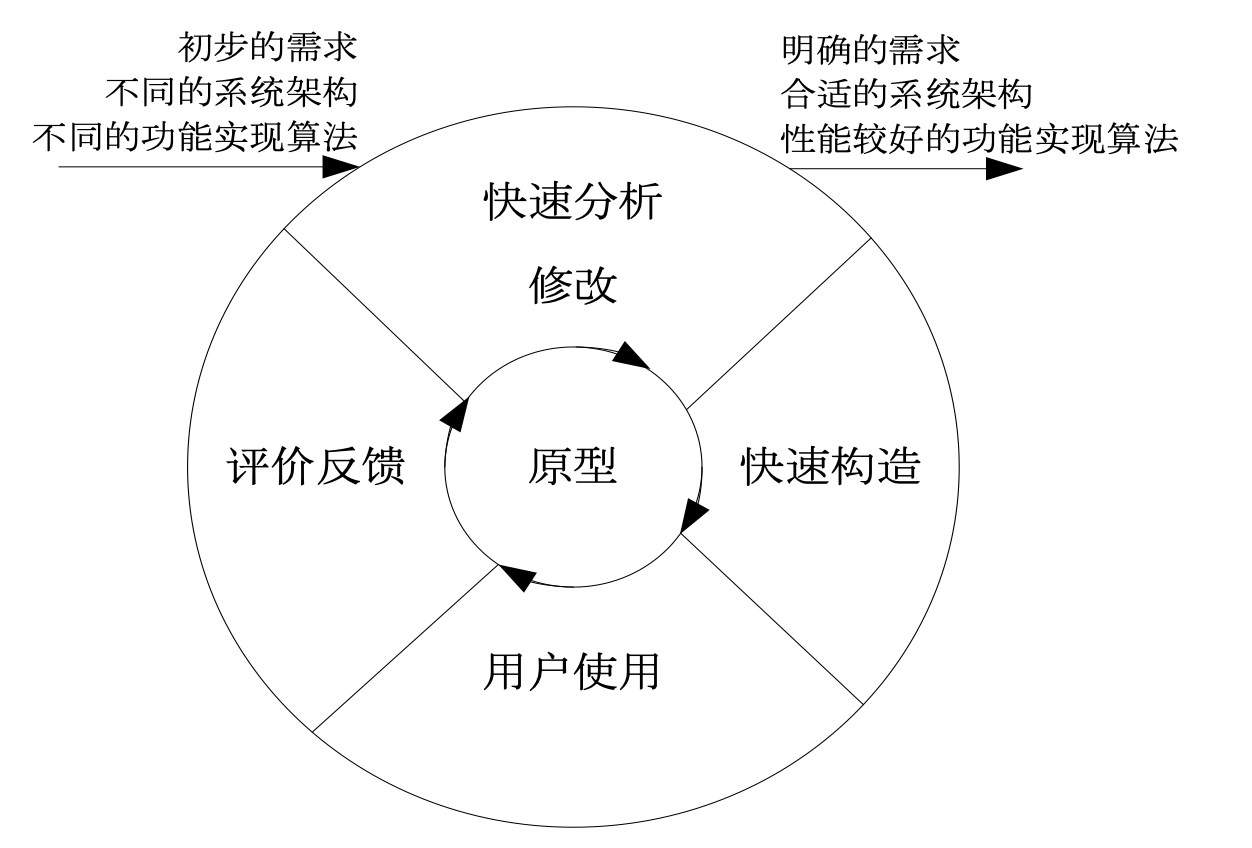 初步的需求
不同的系统架构
不同的功能实现算法
明确的需求
合适的系统架构
性能较好的功能实现算法
快速分析
修改
评价反馈
原型
快速构造
用户使用